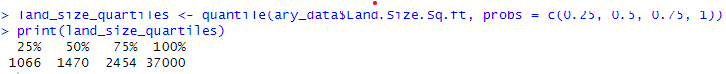 > land_size_quartiles <- quantile(ary_data$Land.Size.Sq.ft, probs = c(0.25, 0.5, 0.75, 1))
> print(land_size_quartiles)
25% 50% 75% 100%
1066 1470 2454 37000